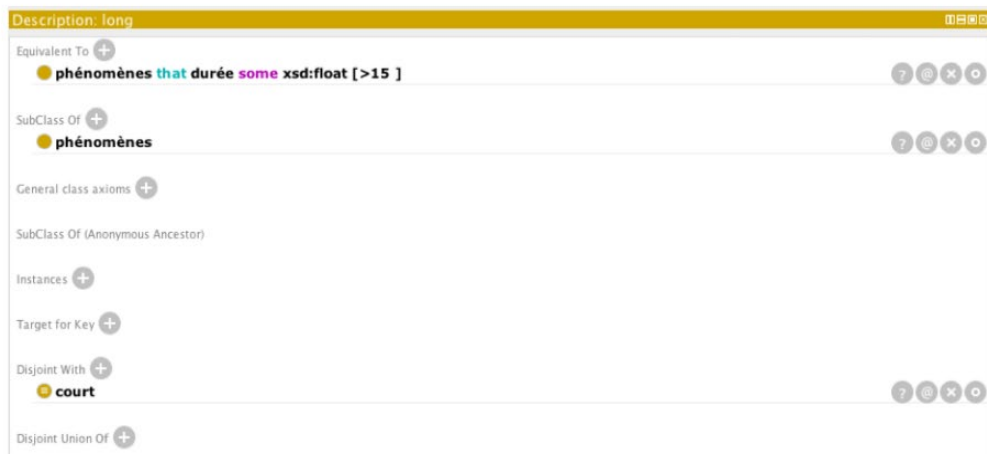 Description: long
Equivalent To
phénomènes that durée some xsd:float [>15 ]
SubClass Of
phénomènes
General class axioms
SubClass Of (Anonymous Ancestor)
Instances
Target for Key
Disjoint With
court
Disjoint Union Of